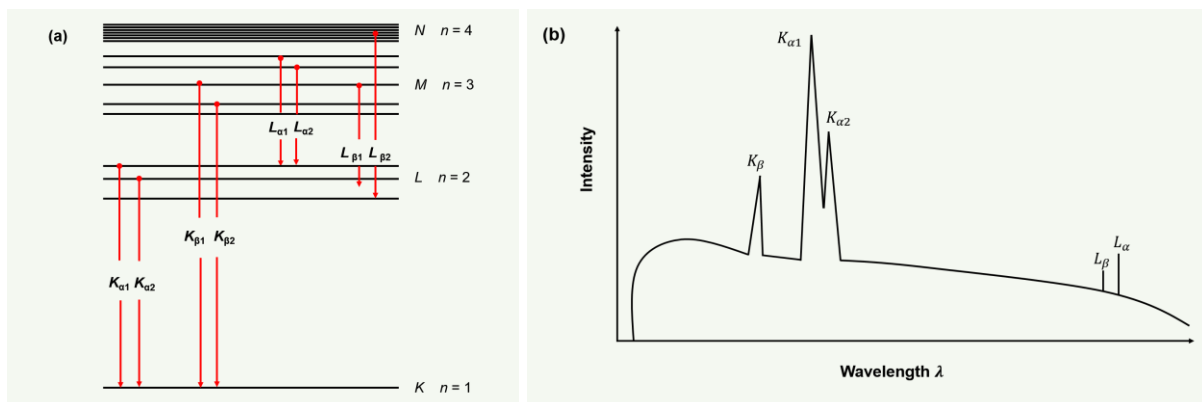 (a)
N n = 4
M n = 3
Lα1 Lα2
Lβ1 Lβ2
L n = 2
Kβ1 Kβ2
Kα1 Kα2
K n = 1
(b)
Kα1
Kα2
Kβ
Lα
Lβ
Intensity
Wavelength λ